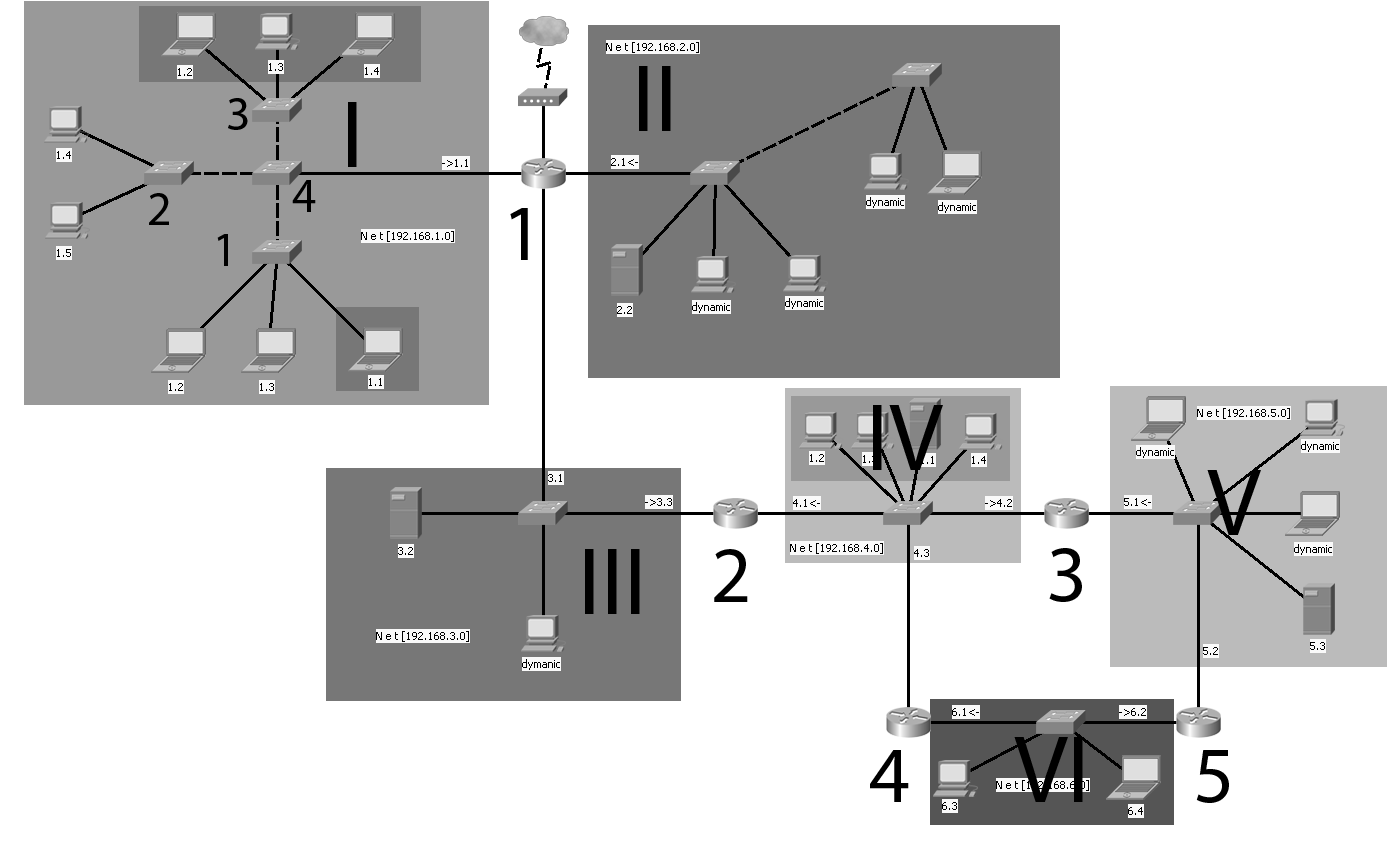 1.2
1.3
1.4
3
I
1.4
1.5
2
4
->1.1
1
Net[192.168.1.0]
1.2
1.3
1.1
1
Net[192.168.2.0]
II
2.1<-
2.2
dynamic
dynamic
dynamic
dynamic
3.1
3.2
->3.3
III
Net[192.168.3.0]
dymanic
2
IV
1.2
1.4
4.1<-
->4.2
Net[192.168.4.0]
4.3
3
Net[192.168.5.0]
dynamic
dynamic
V
5.1<-
dynamic
5.3
5.2
4
6.1<-
->6.2
VI
6.3
6.4
5